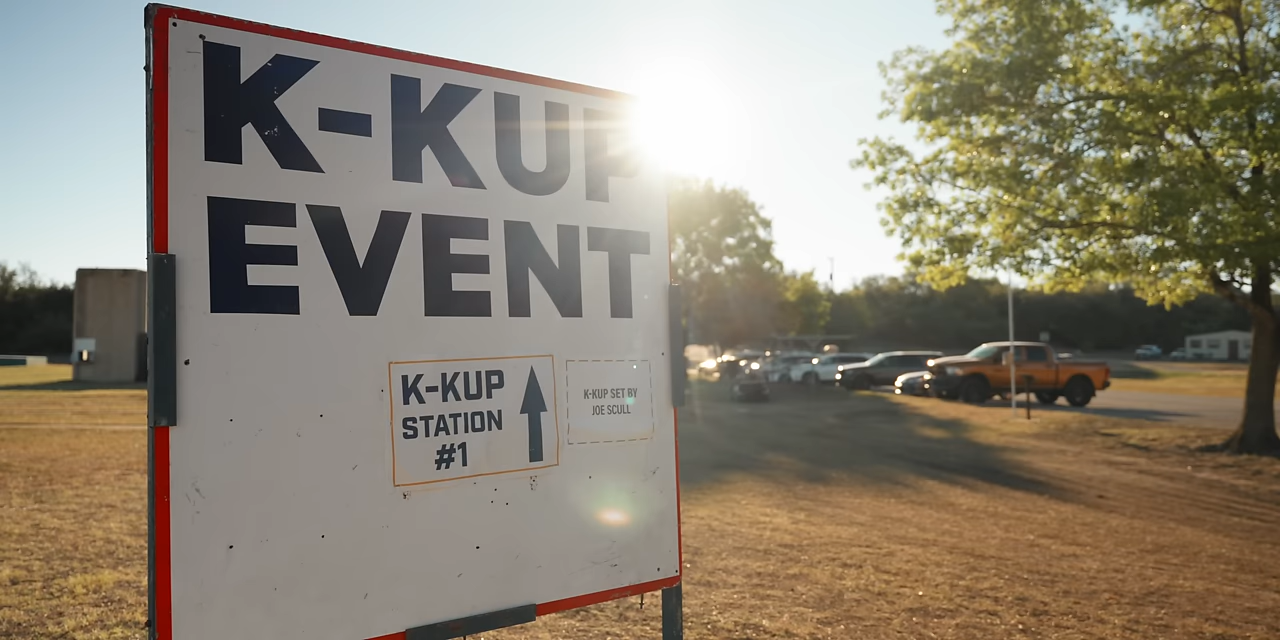 K-KUP
EVENT
K-KUP
STATION
#1
K-KUP SET BY
JOE SCULL